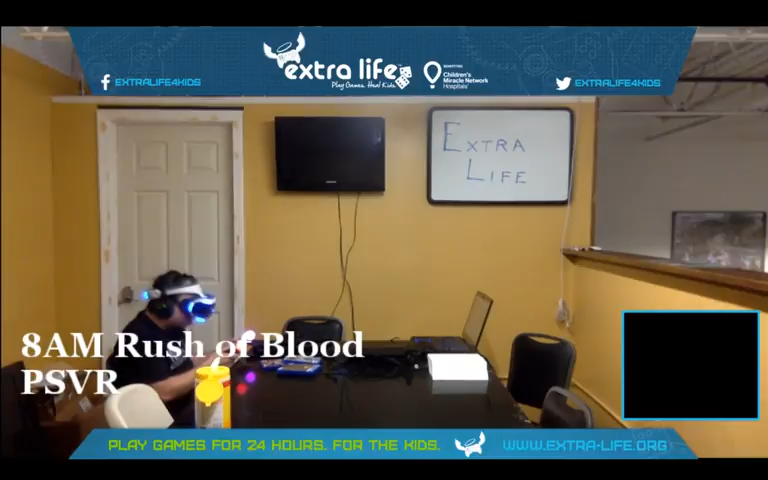 extra life
Play Games. Heal Kids.
BENEFITING
Children's
Miracle Network
Hospitals
EXTRALIFE4KIDS
EXTRALIFE4KIDS
EXTRA
LIFE
8AM Rush of Blood
PSVR
PLAY GAMES FOR 24 HOURS. FOR THE KIDS.
WWW.EXTRA-LIFE.ORG